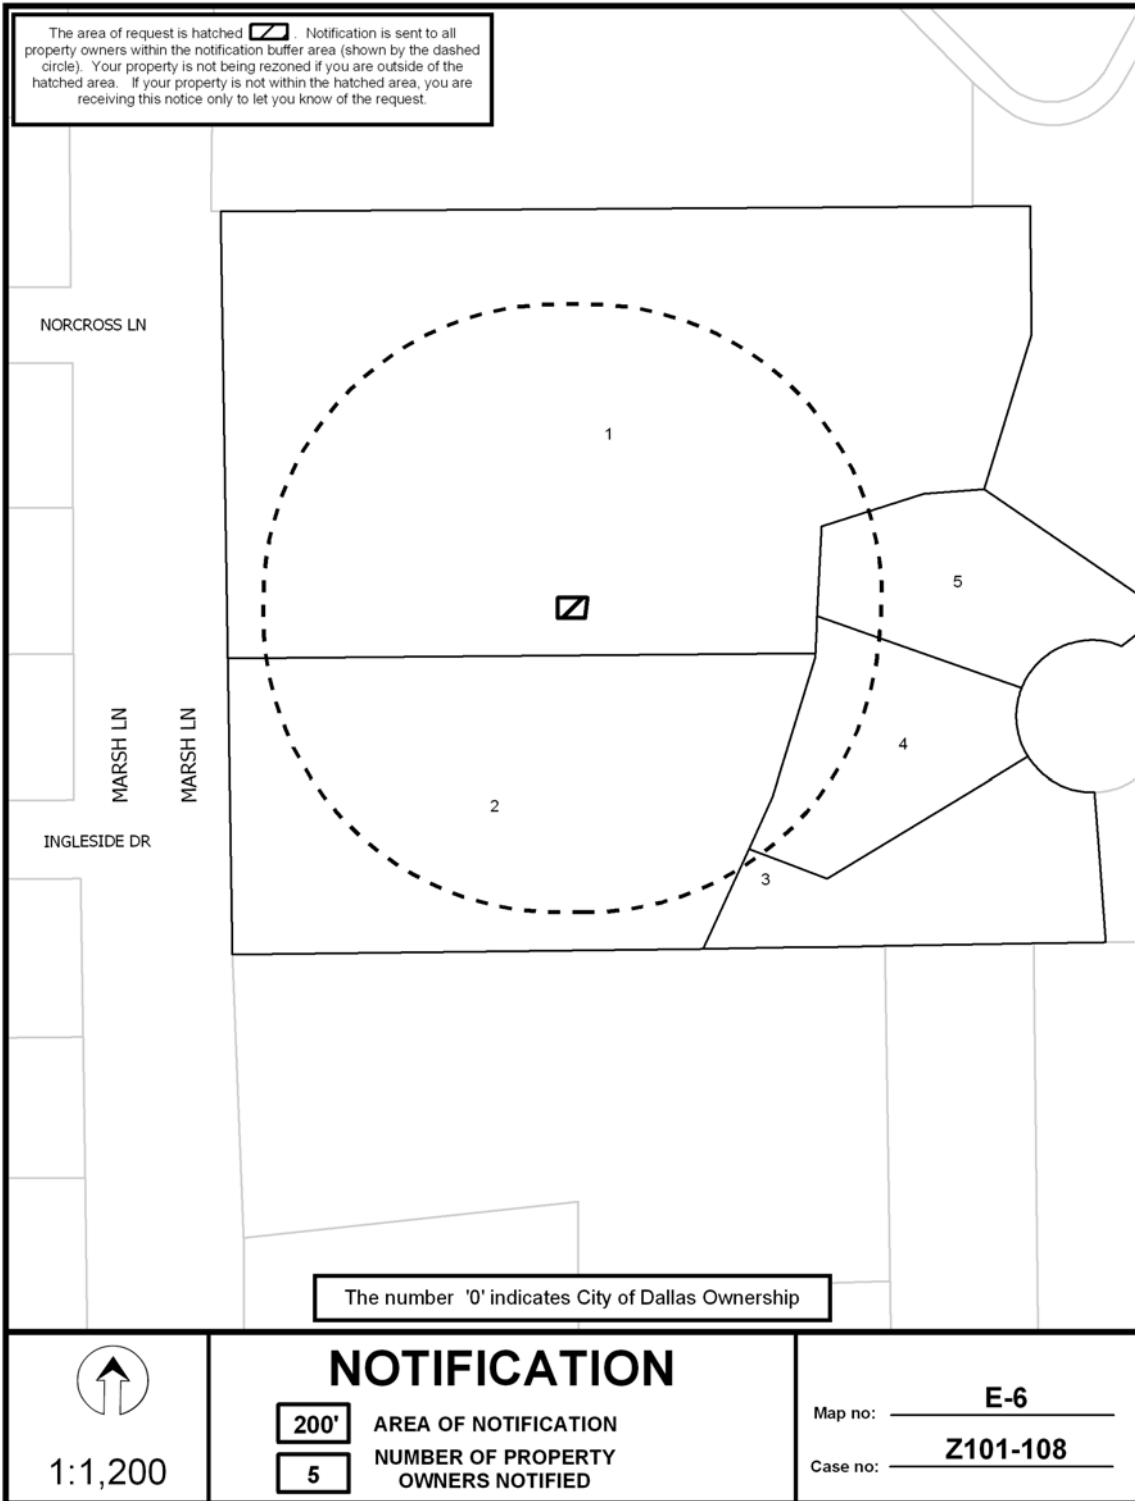 The area of request is hatched . Notification is sent to all
property owners within the notification buffer area (shown by the dashed
circle). Your property is not being rezoned if you are outside of the
hatched area. If your property is not within the hatched area, you are
receiving this notice only to let you know of the request.
NORCROSS LN
1
5
MARSH LN
MARSH LN
4
2
INGLESIDE DR
3
The number '0' indicates City of Dallas Ownership
1:1,200
NOTIFICATION
200' AREA OF NOTIFICATION
5 NUMBER OF PROPERTY
OWNERS NOTIFIED
Map no: E-6
Case no: Z101-108